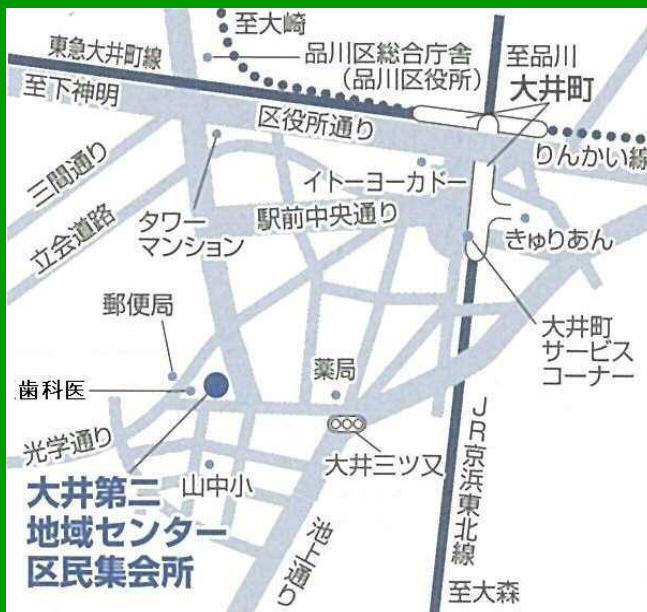 至大崎
東急大井町線
品川区総合庁舎
（品川区役所）
至品川
大井町
至下神明
区役所通り
りんかい線
三間通り
イトーヨーカドー
立会道路
タワー
マンション
駅前中央通り
きゅりあん
郵便局
大井町
サービス
コーナー
歯科医
薬局
光学通り
大井三ツ又
山中小
JR京浜東北線
大井第二
地域センター
区民集会所
池上通り
至大森